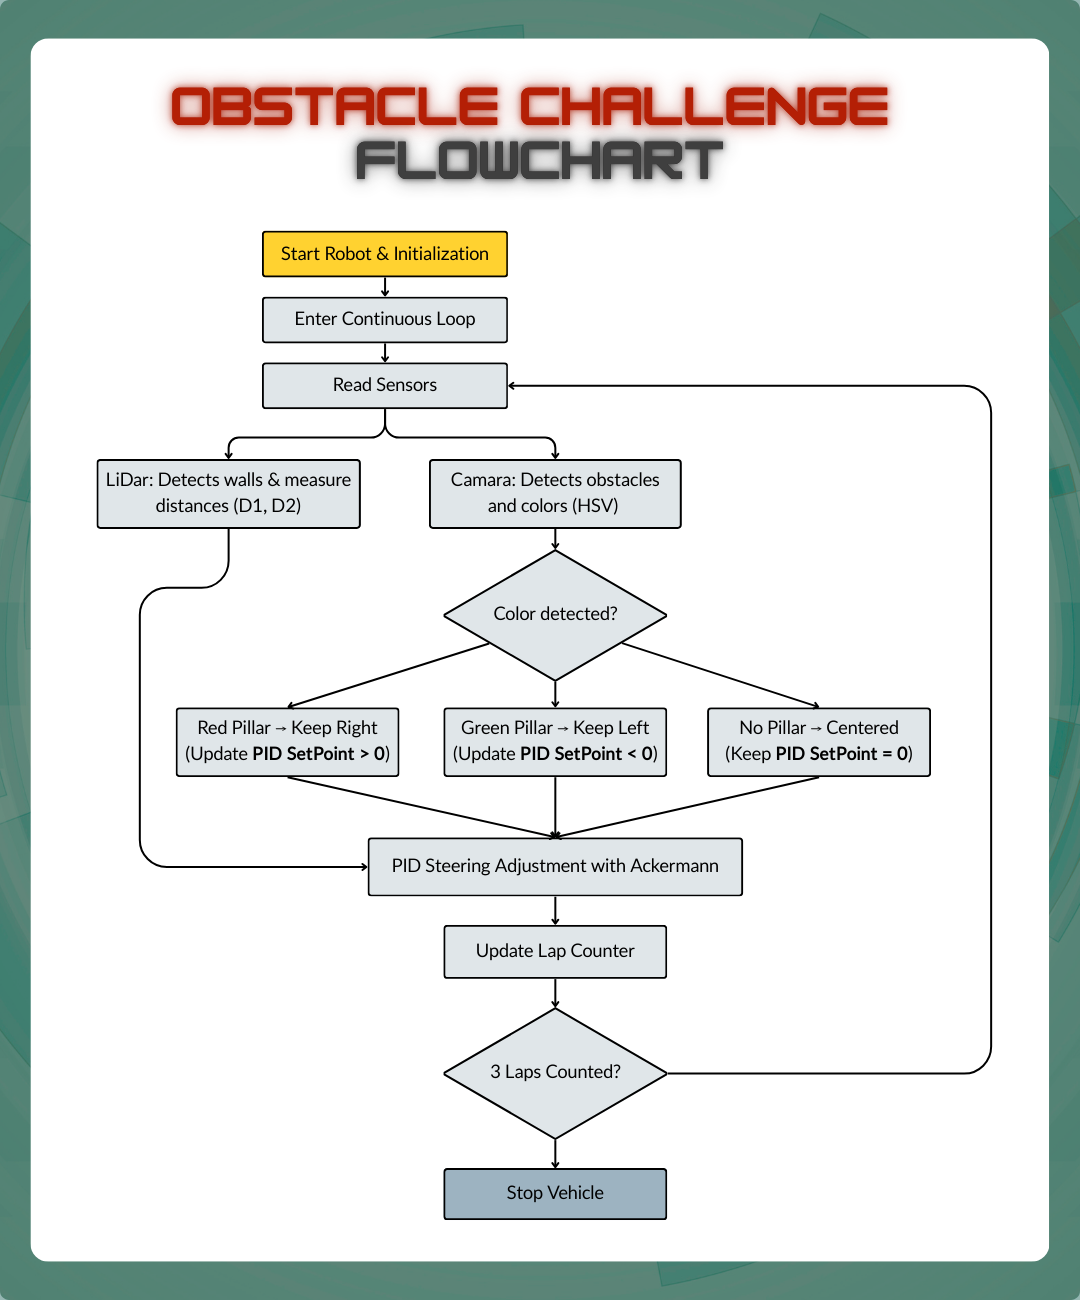 OBSTACLE CHALLENGE
FLOWCHART
Start Robot & Initialization
Enter Continuous Loop
Read Sensors
LiDar: Detects walls & measure
distances (D1, D2)
Camara: Detects obstacles
and colors (HSV)
Color detected?
Red Pillar → Keep Right
(Update PID SetPoint > 0)
Green Pillar → Keep Left
(Update PID SetPoint < 0)
No Pillar → Centered
(Keep PID SetPoint = 0)
PID Steering Adjustment with Ackermann
Update Lap Counter
3 Laps Counted?
Stop Vehicle